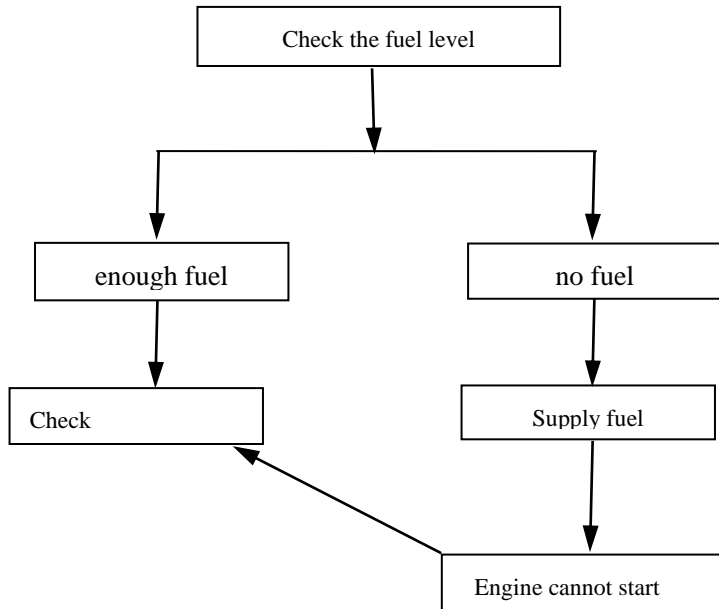 Check the fuel level
enough fuel
no fuel
Check
Supply fuel
Engine cannot start